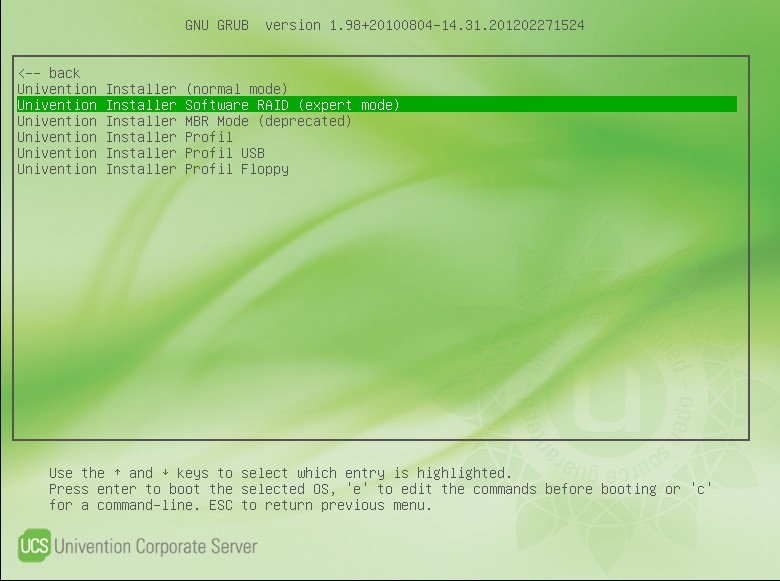 GNU GRUB  version 1.98+20100804-14.31.201202271524
<-- back
Univention Installer (normal mode)
Univention Installer Software RAID (expert mode)
Univention Installer MBR Mode (deprecated)
Univention Installer Profil
Univention Installer Profil USB
Univention Installer Profil Floppy
Use the ↑ and ↓ keys to select which entry is highlighted.
Press enter to boot the selected OS, 'e' to edit the commands before booting or 'c'
for a command-line. ESC to return previous menu.
UCS Univention Corporate Server
u
open source guarantee